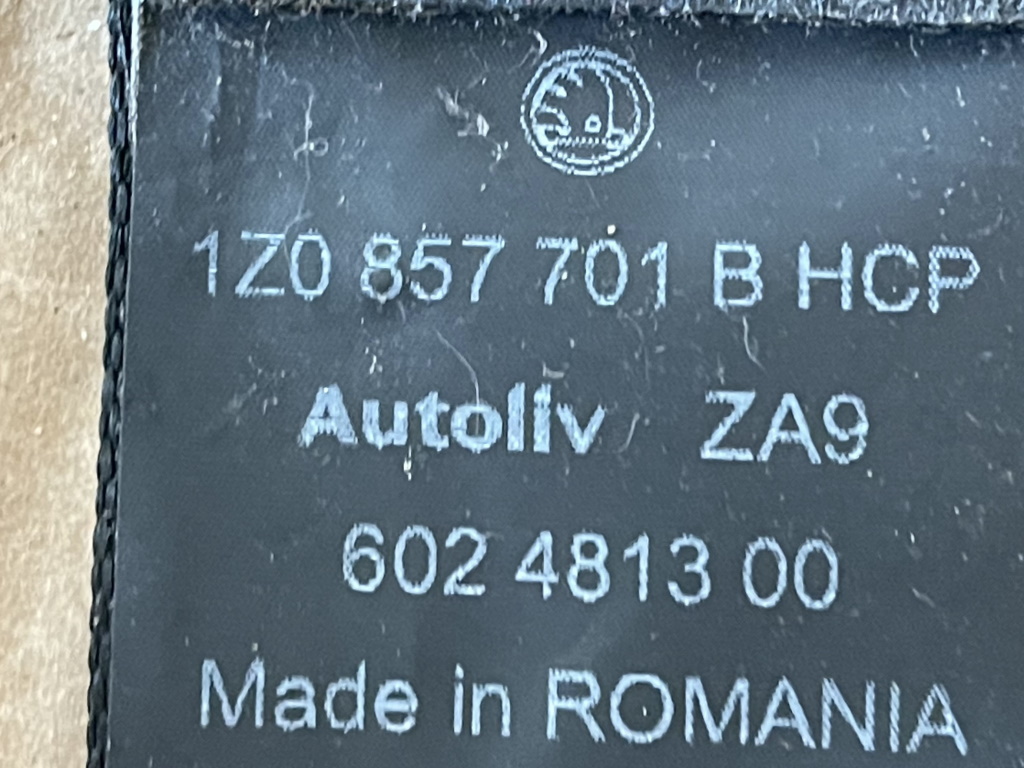 1Z0 857 701 B HCP
Autoliv ZA9
602 4813 00
Made in ROMANIA